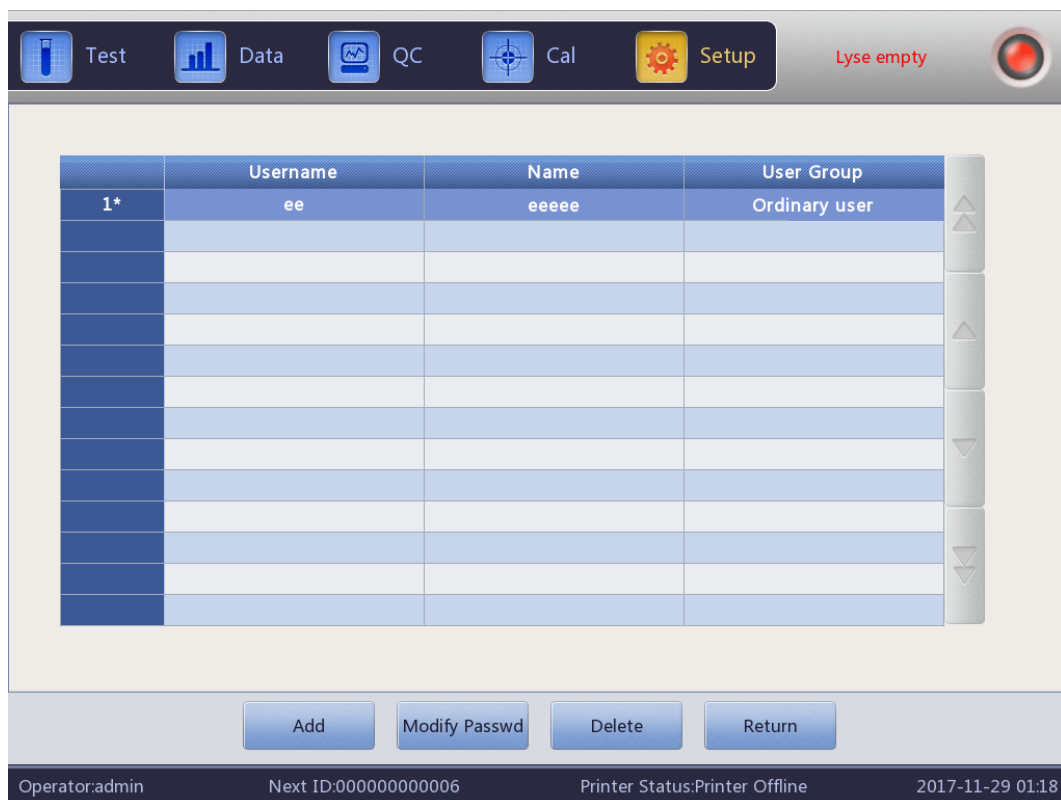 Test Data QC Cal Setup Lyse empty
Username Name User Group
1* ee eeeee Ordinary user
Add Modify Passwd Delete Return
Operator:admin Next ID:000000000006 Printer Status:Printer Offline 2017-11-29 01:18